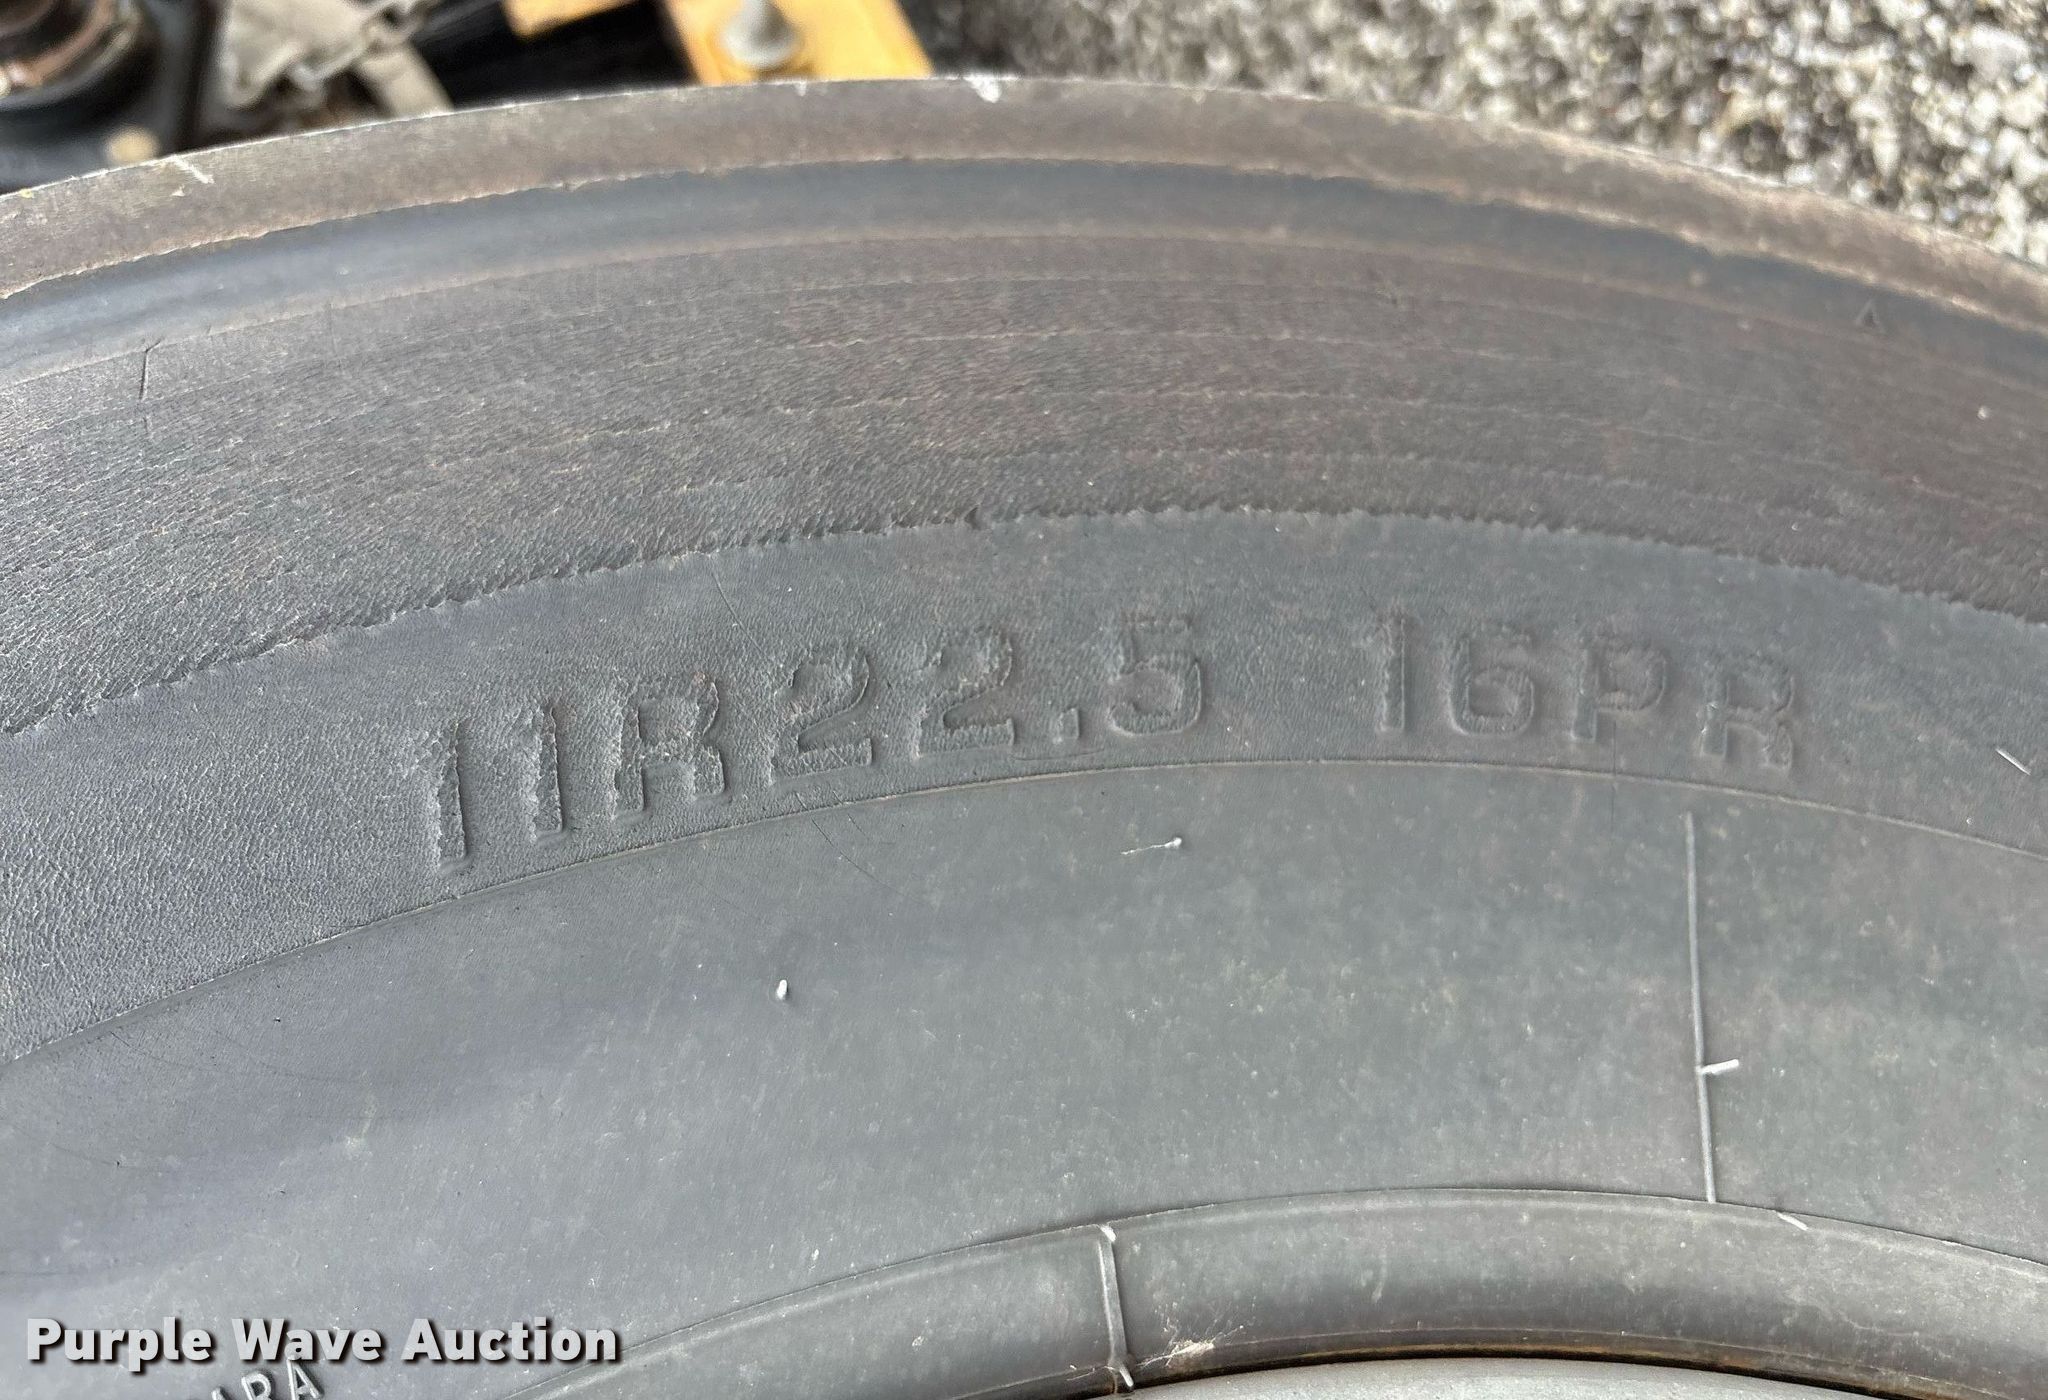 11R22.5 16PR
Purple Wave Auction